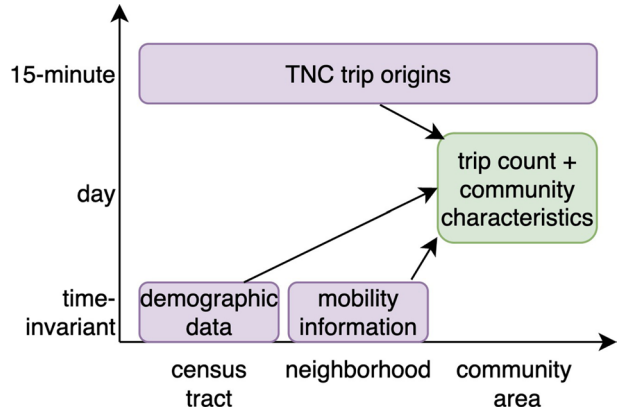 15-minute
TNC trip origins
trip count +
community
characteristics
day
time-
invariant
demographic
data
mobility
information
census
tract
neighborhood
community
area